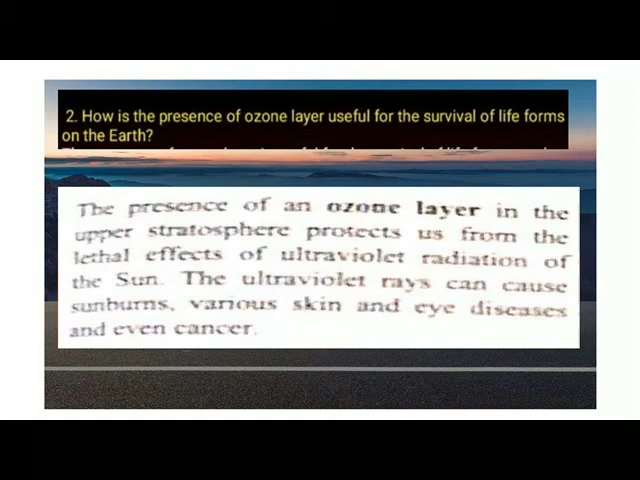 2. How is the presence of ozone layer useful for the survival of life forms
on the Earth?
The presence of an ozone layer in the
upper stratosphere protects us from the
lethal effects of ultraviolet radiation of
the Sun. The ultraviolet rays can cause
sunburns, various skin and eye diseases
and even cancer.